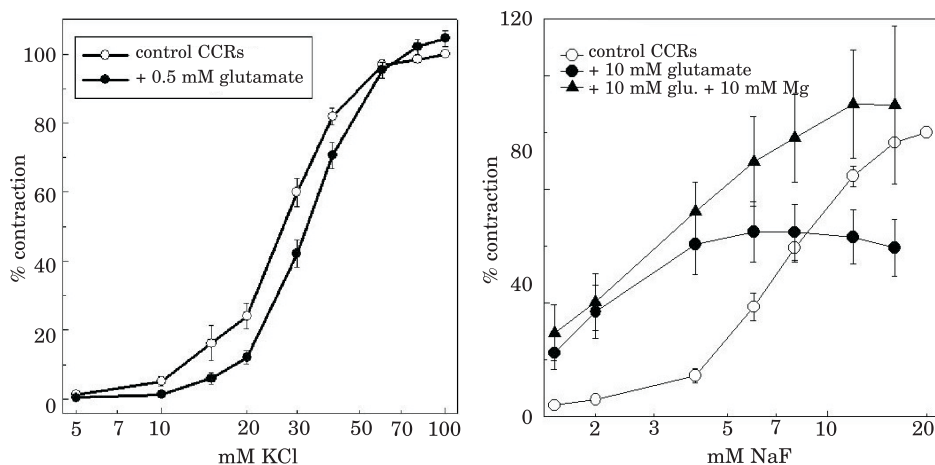 control CCRs
+ 0.5 mM glutamate
% contraction
100
80
60
40
20
0
5
7
10
20
30
50
70
100
mM KCl
control CCRs
+ 10 mM glutamate
+ 10 mM glu. + 10 mM Mg
% contraction
120
80
40
0
2
3
5
7
10
20
mM NaF